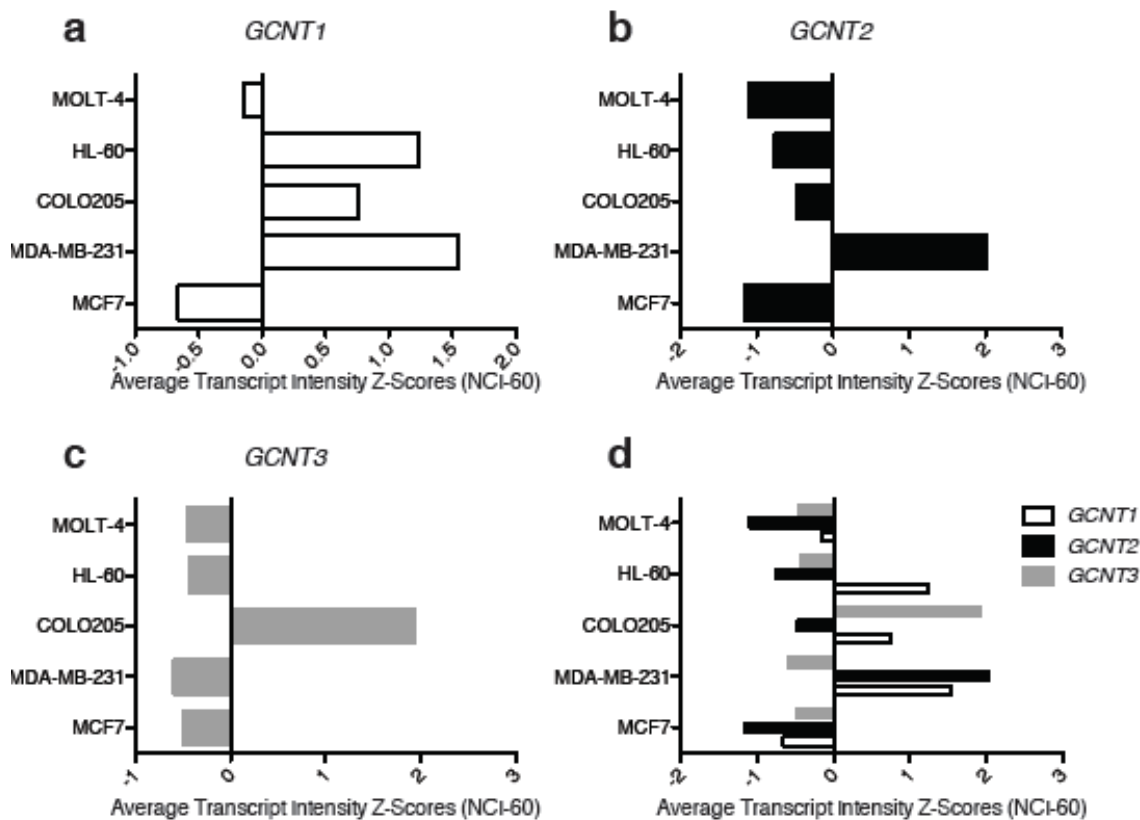 a GCNT1
MOLT-4
HL-60
COLO205
MDA-MB-231
MCF7
-1.0 -0.5 0.0 0.5 1.0 1.5 2.0
Average Transcript Intensity Z-Scores (NCI-60)
b GCNT2
MOLT-4
HL-60
COLO205
MDA-MB-231
MCF7
-2 -1 0 1 2 3
Average Transcript Intensity Z-Scores (NCI-60)
c GCNT3
MOLT-4
HL-60
COLO205
MDA-MB-231
MCF7
-1 0 1 2 3
Average Transcript Intensity Z-Scores (NCI-60)
d
MOLT-4
HL-60
COLO205
MDA-MB-231
MCF7
-2 -1 0 1 2 3
Average Transcript Intensity Z-Scores (NCI-60)
GCNT1
GCNT2
GCNT3